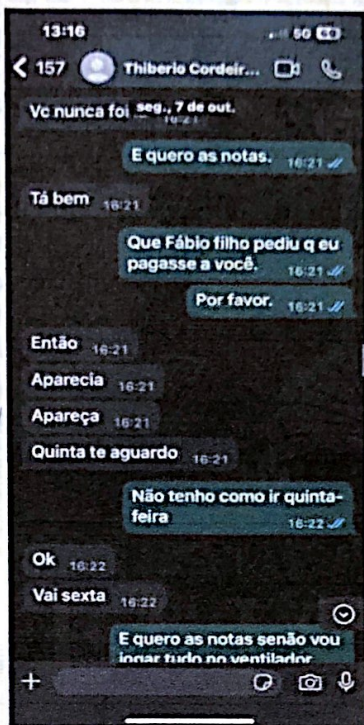 13:16 5G
157 Thiberio Cordeir...
Vc nunca foi 16:21
seg., 7 de out.
E quero as notas. 16:21
Tá bem 16:21
Que Fábio filho pediu q eu
pagasse a você. 16:21
Por favor. 16:21
Então 16:21
Aparecia 16:21
Apareça 16:21
Quinta te aguardo 16:21
Não tenho como ir quinta-
feira 16:22
Ok 16:22
Vai sexta 16:22
E quero as notas senão vou
jogar tudo no ventilador